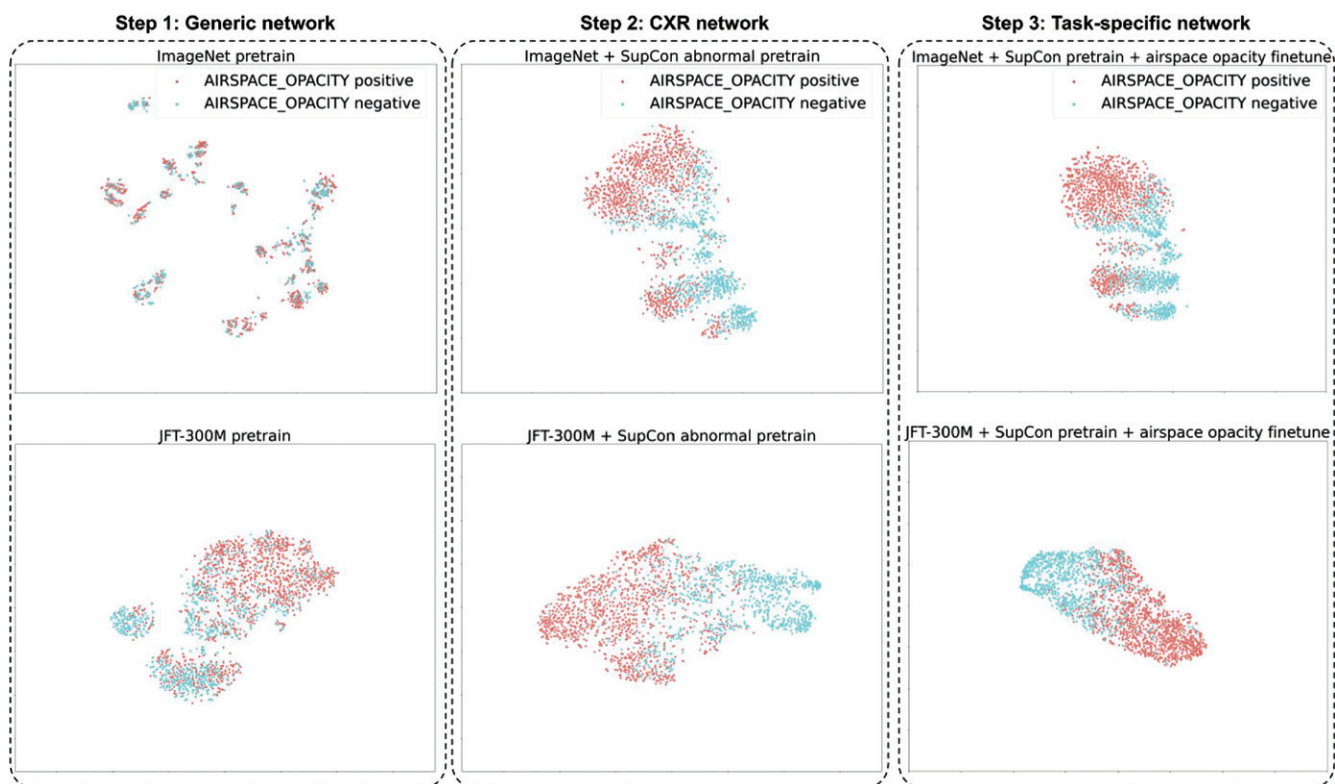 Step 1: Generic network
Step 2: CXR network
Step 3: Task-specific network
ImageNet pretrain
AIRSPACE_OPACITY positive
AIRSPACE_OPACITY negative
ImageNet + SupCon abnormal pretrain
AIRSPACE_OPACITY positive
AIRSPACE_OPACITY negative
ImageNet + SupCon pretrain + airspace opacity finetune
AIRSPACE_OPACITY positive
AIRSPACE_OPACITY negative
JFT-300M pretrain
JFT-300M + SupCon abnormal pretrain
JFT-300M + SupCon pretrain + airspace opacity finetune